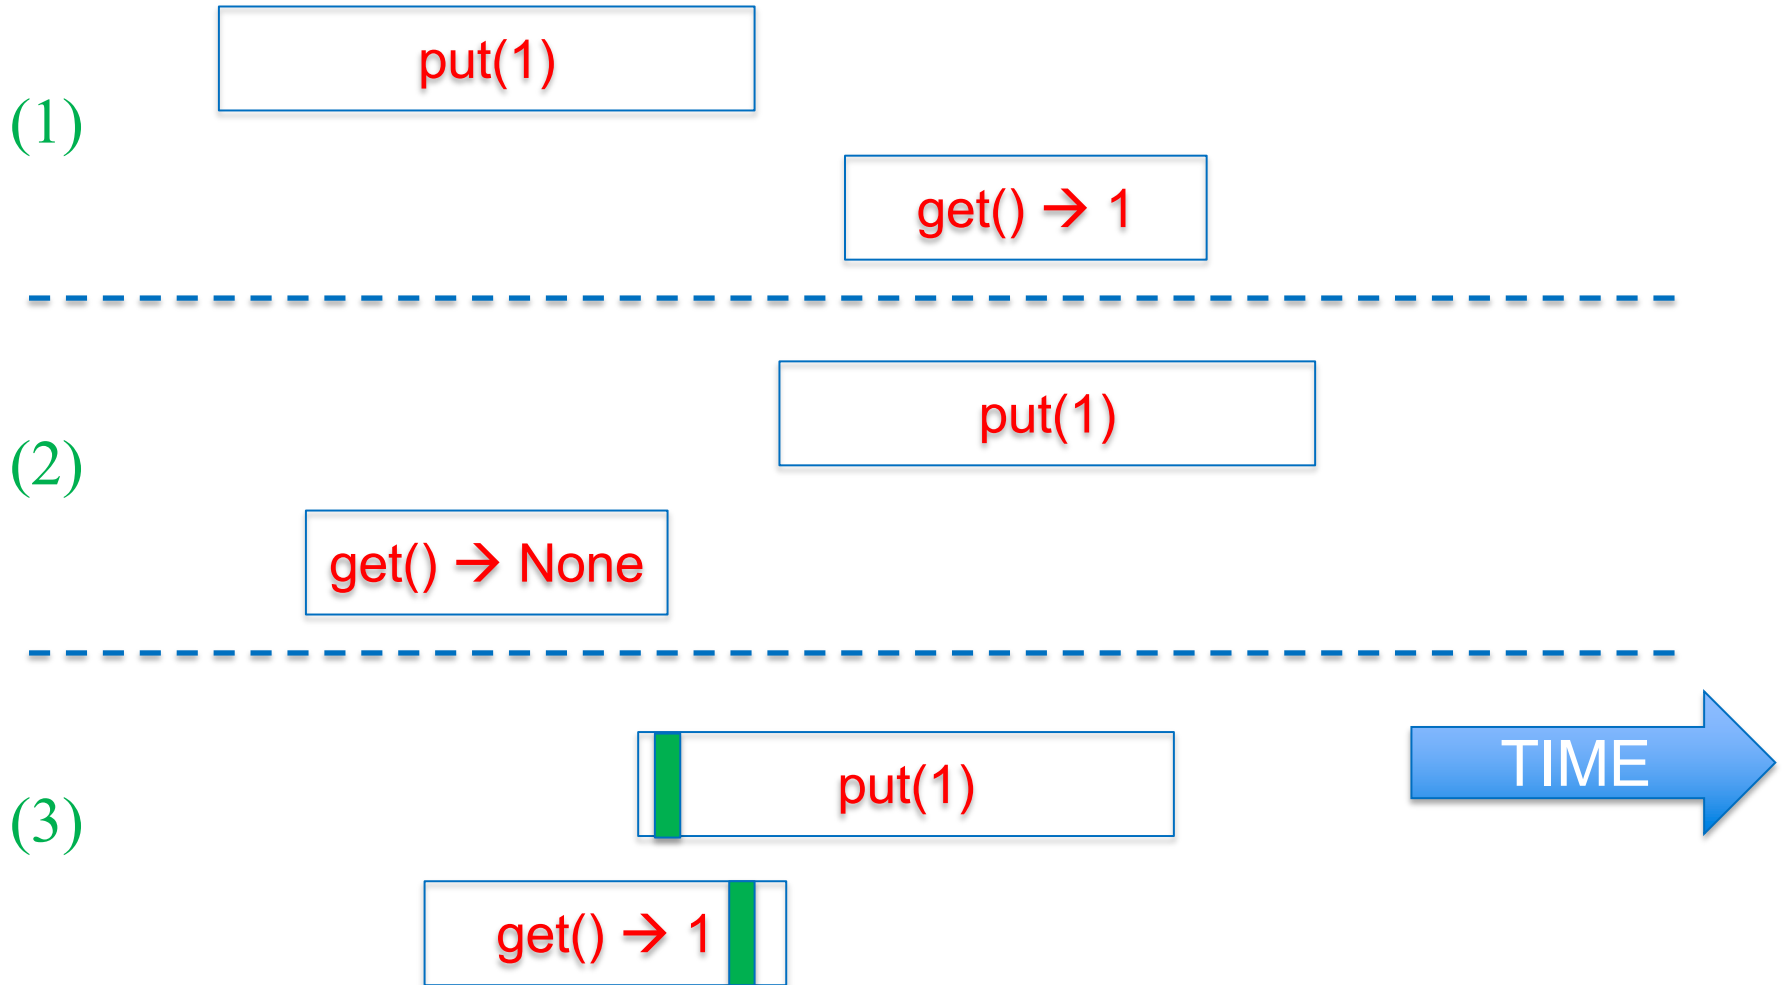 put(1)
(1)
get() → 1
put(1)
(2)
get() → None
put(1)
TIME
(3)
get() → 1